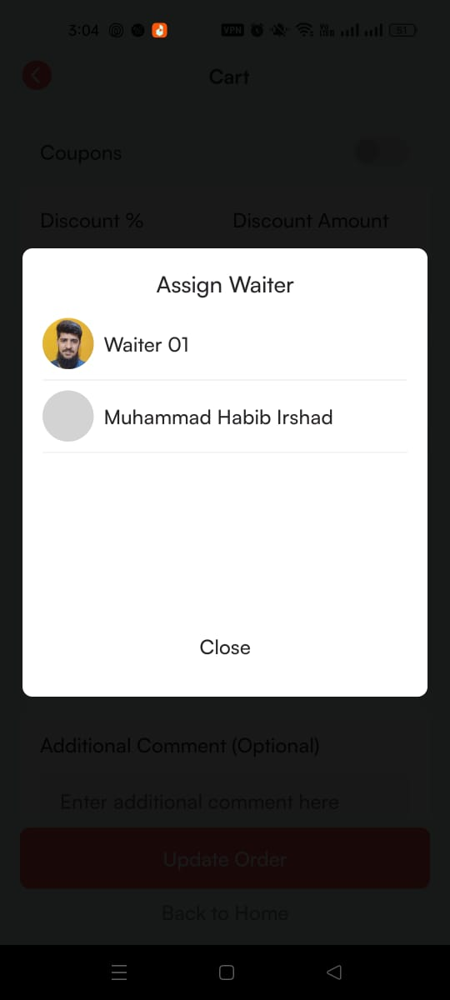 3:04 VPN 51
Cart
Coupons
Discount % Discount Amount
Assign Waiter
Waiter 01
Muhammad Habib Irshad
Close
Additional Comment (Optional)
Enter additional comment here
Update Order
Back to Home